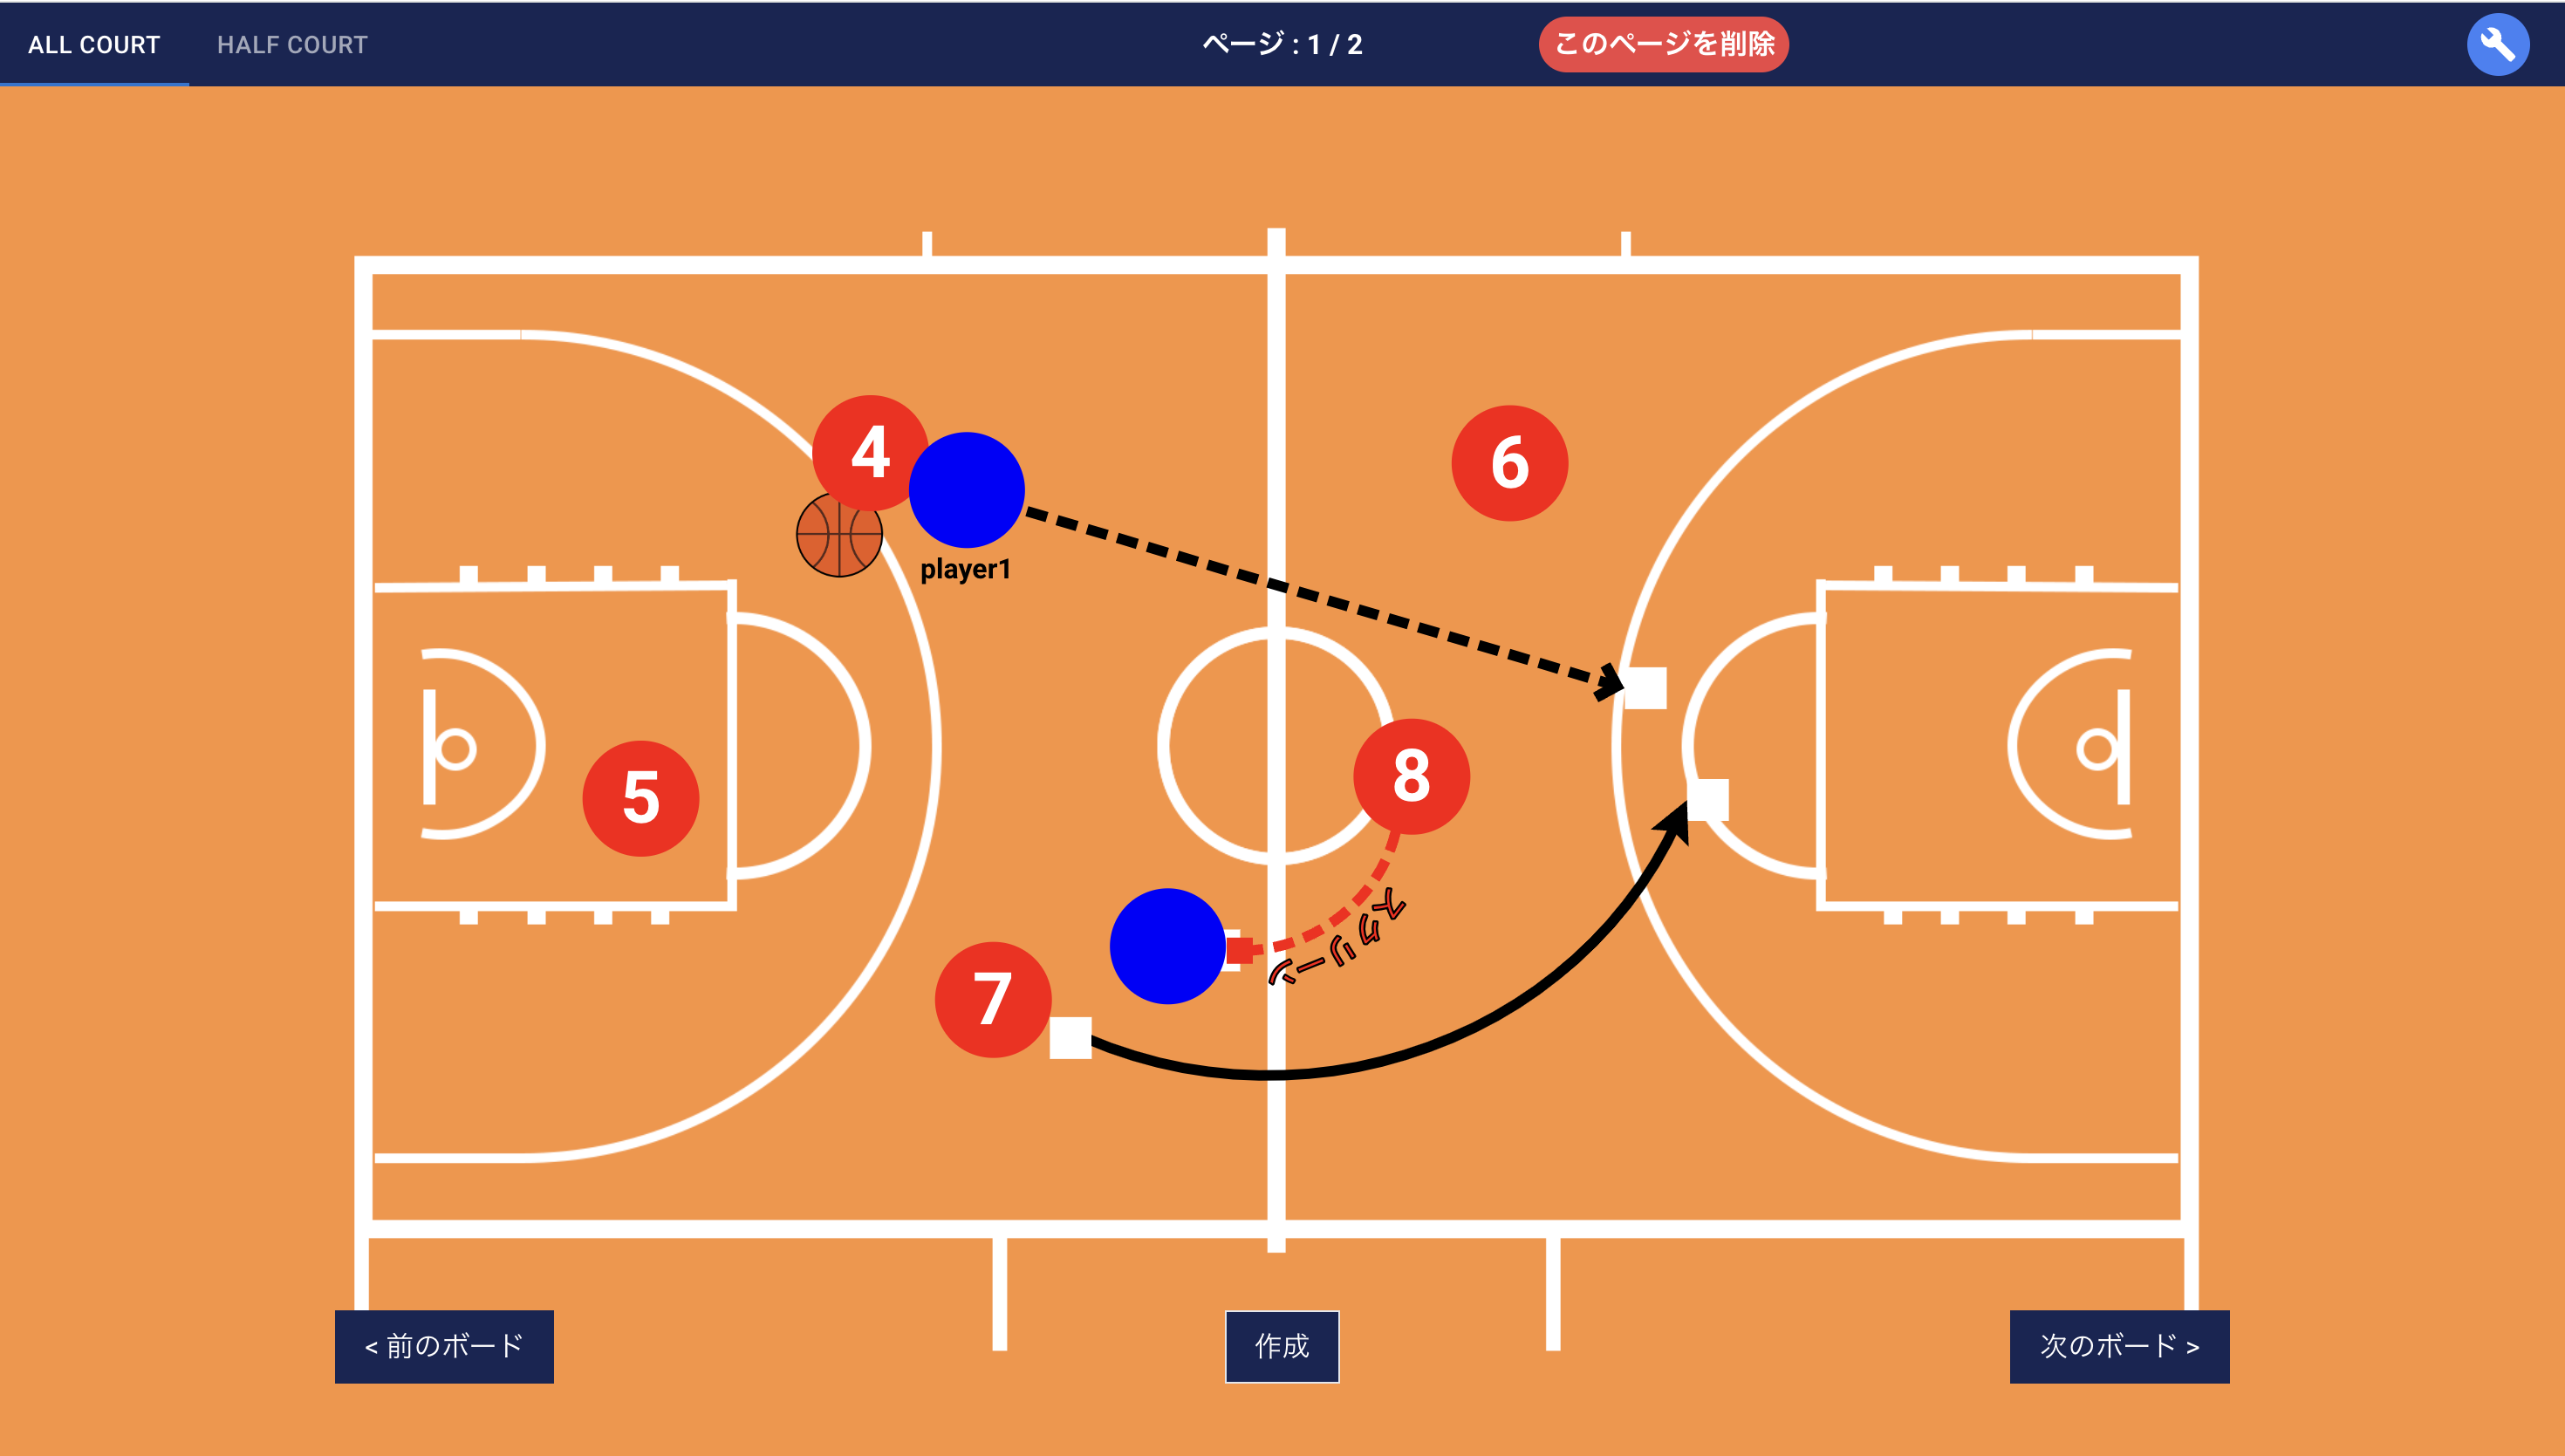 ALL COURT
HALF COURT
ページ : 1 / 2
このページを削除
4
6
player1
8
5
スクリーン
7
< 前のボード
作成
次のボード >